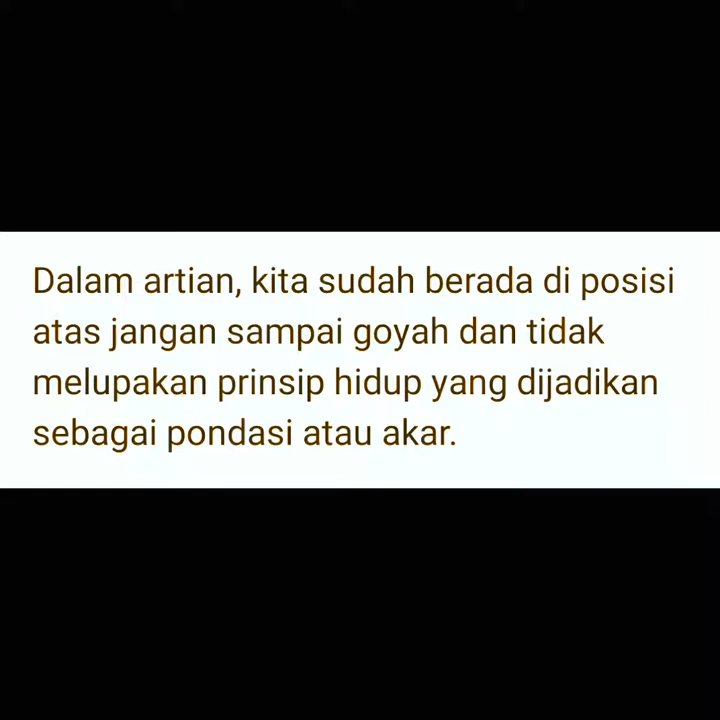 Dalam artian, kita sudah berada di posisi
atas jangan sampai goyah dan tidak
melupakan prinsip hidup yang dijadikan
sebagai pondasi atau akar.